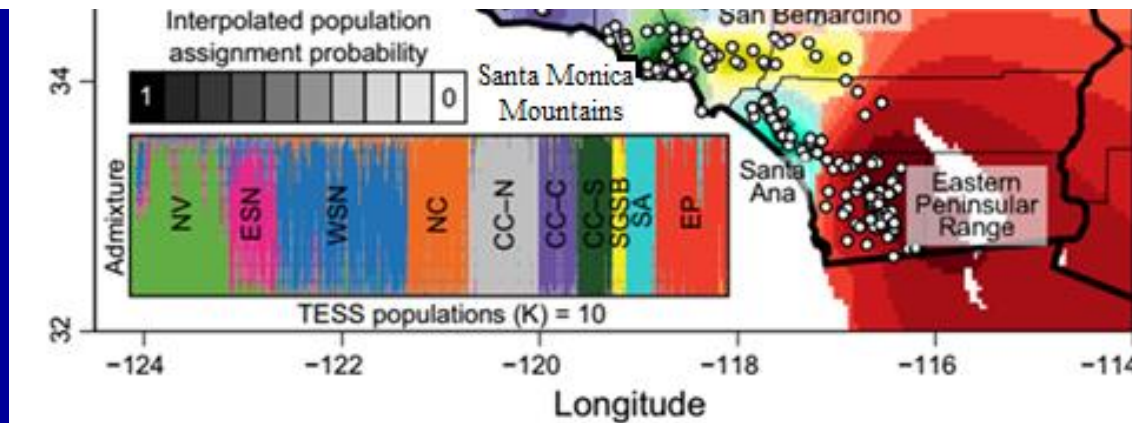 Interpolated population
assignment probability
1
0
San Bernardino
34
Santa Monica
Mountains
Santa
Ana
Eastern
Peninsular
Range
Admixture
NV
ESN
WSN
NC
CC–N
CC–C
CC–S
SGSB
SA
EP
TESS populations (K) = 10
32
−124
−122
−120
−118
−116
−114
Longitude